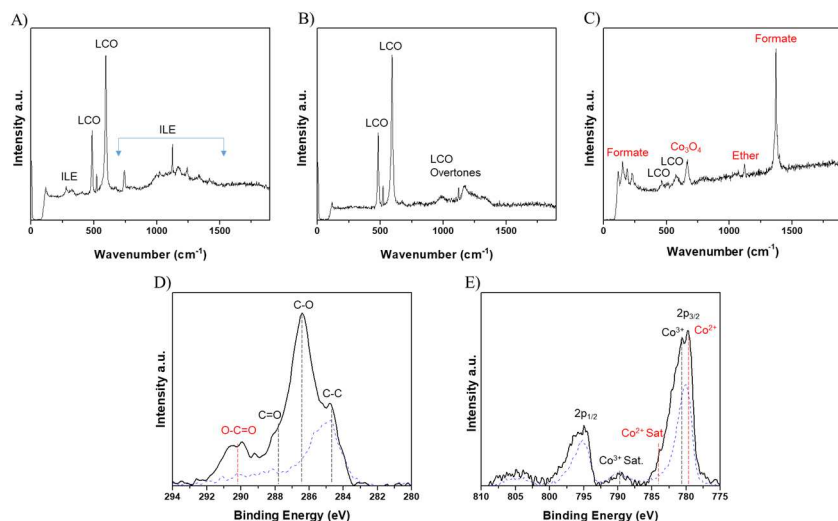 A)
LCO
LCO
ILE
ILE
Intensity a.u.
0
500
1000
1500
Wavenumber (cm-1)
B)
LCO
LCO
LCO
Overtones
Intensity a.u.
0
500
1000
1500
Wavenumber (cm-1)
C)
Formate
Formate
Co3O4
LCO
LCO
Ether
Intensity a.u.
0
500
1000
1500
Wavenumber (cm-1)
D)
C-O
C-C
C=O
O-C=O
Intensity a.u.
294
292
290
288
286
284
282
280
Binding Energy (eV)
E)
2p3/2
Co3+
Co2+
2p1/2
Co2+ Sat
Co3+ Sat.
Intensity a.u.
810
805
800
795
790
785
780
775
Binding Energy (eV)